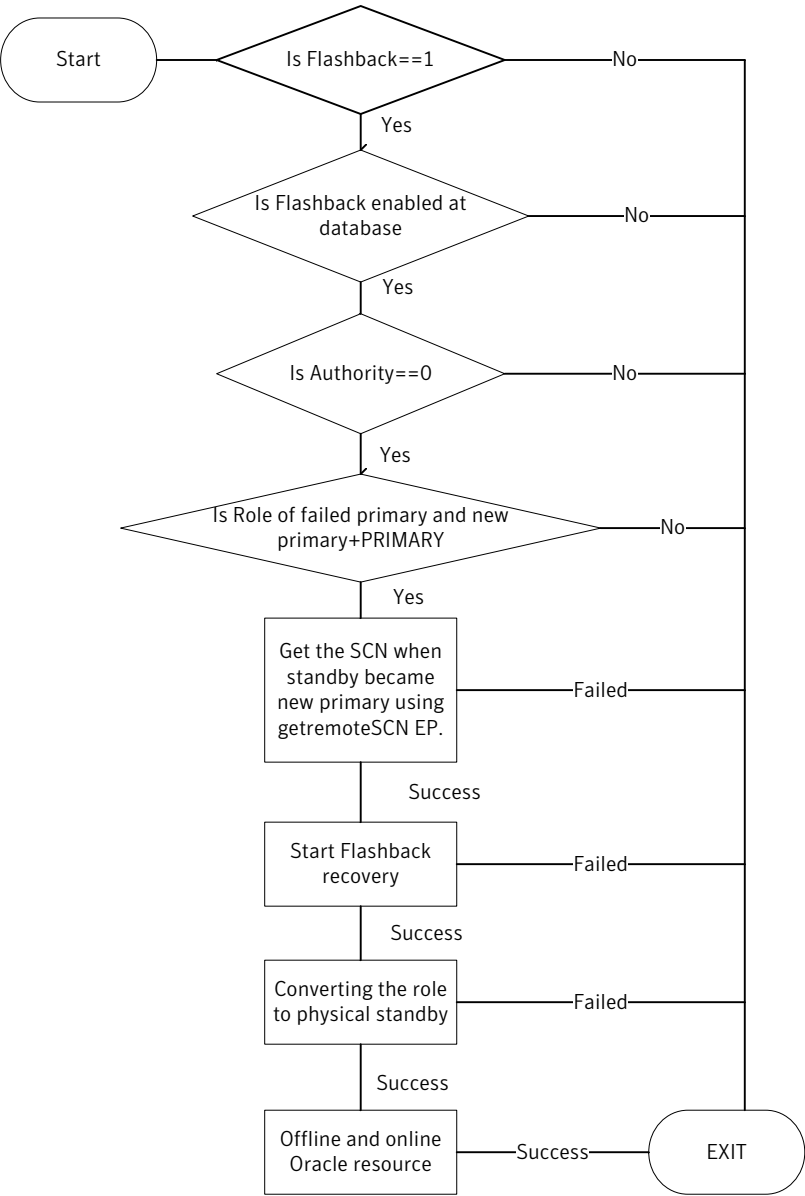 Start
Is Flashback==1
No
Yes
Is Flashback enabled at
database
No
Yes
Is Authority==0
No
Yes
Is Role of failed primary and new
primary+PRIMARY
No
Yes
Get the SCN when
standby became
new primary using
getremoteSCN EP.
Failed
Success
Start Flashback
recovery
Failed
Success
Converting the role
to physical standby
Failed
Success
Offline and online
Oracle resource
Success
EXIT